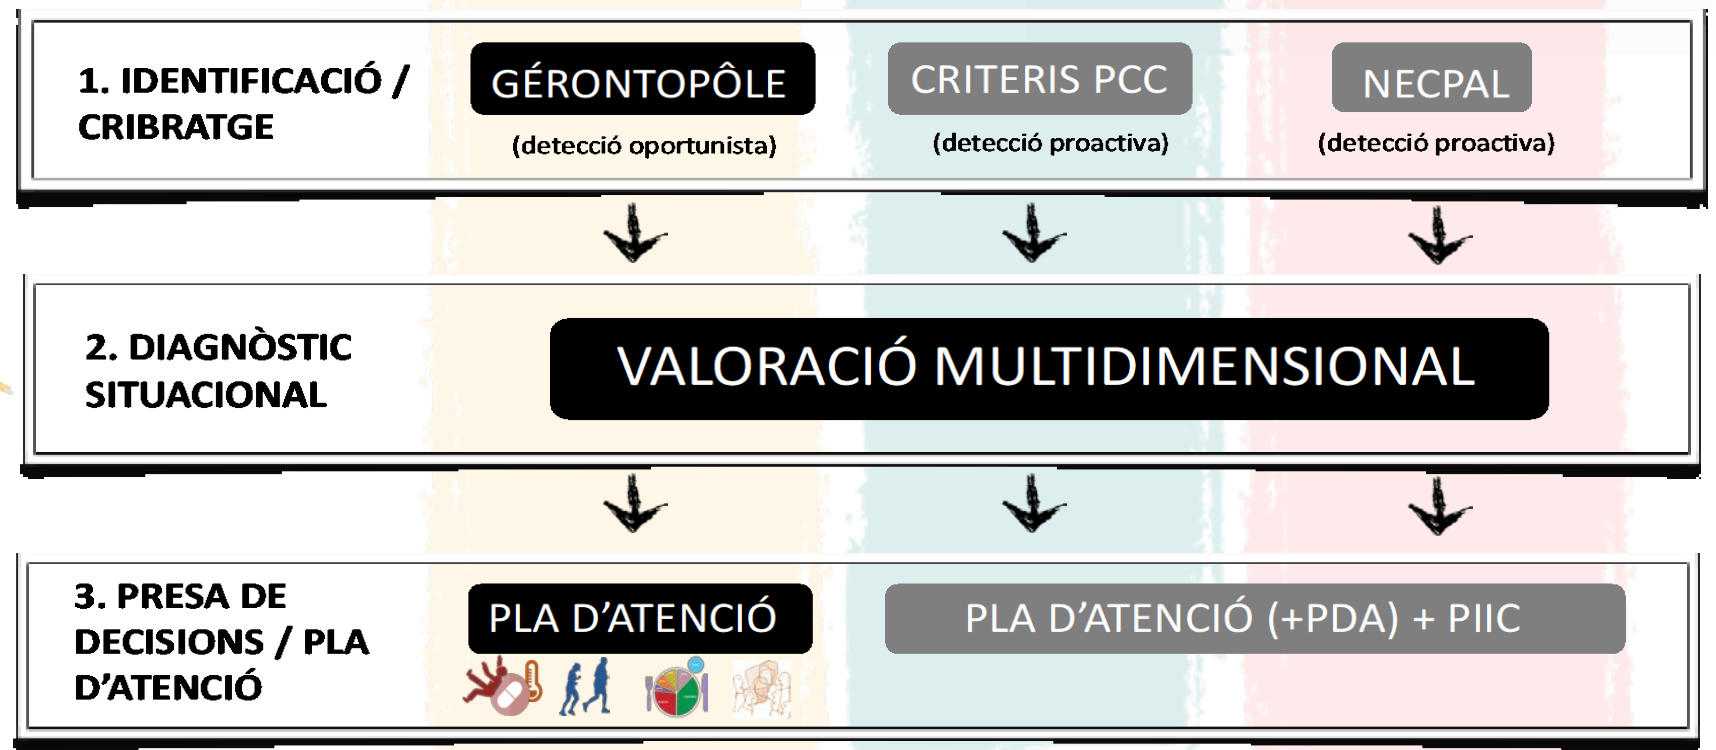 1. IDENTIFICACIÓ /
CRIBRATGE
GÉRONTOPÔLE
(detecció oportunista)
CRITERIS PCC
(detecció proactiva)
NECPAL
(detecció proactiva)
2. DIAGNÒSTIC
SITUACIONAL
VALORACIÓ MULTIDIMENSIONAL
3. PRESA DE
DECISIONS / PLA
D’ATENCIÓ
PLA D’ATENCIÓ
PLA D’ATENCIÓ (+PDA) + PIIC